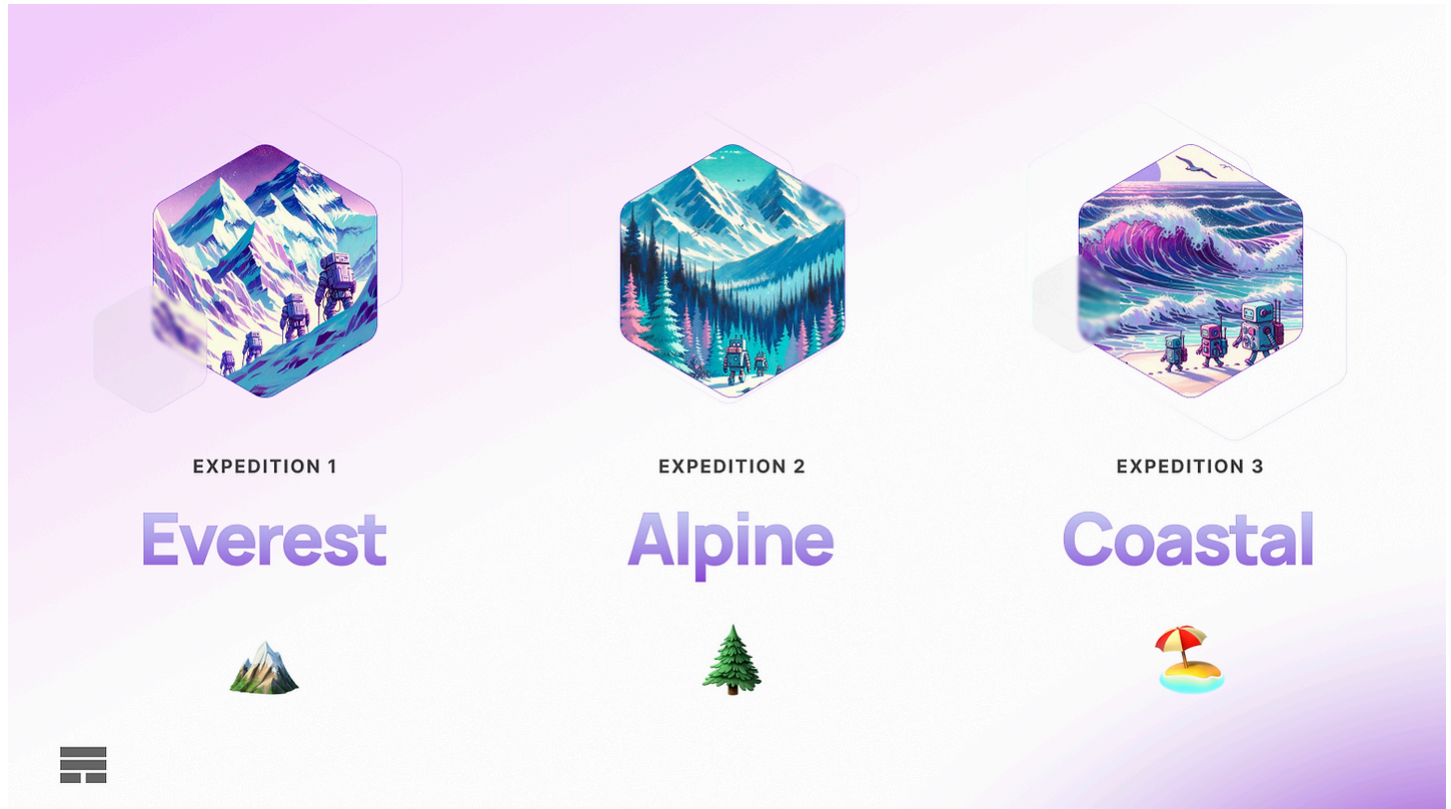 EXPEDITION 1
Everest
EXPEDITION 2
Alpine
EXPEDITION 3
Coastal